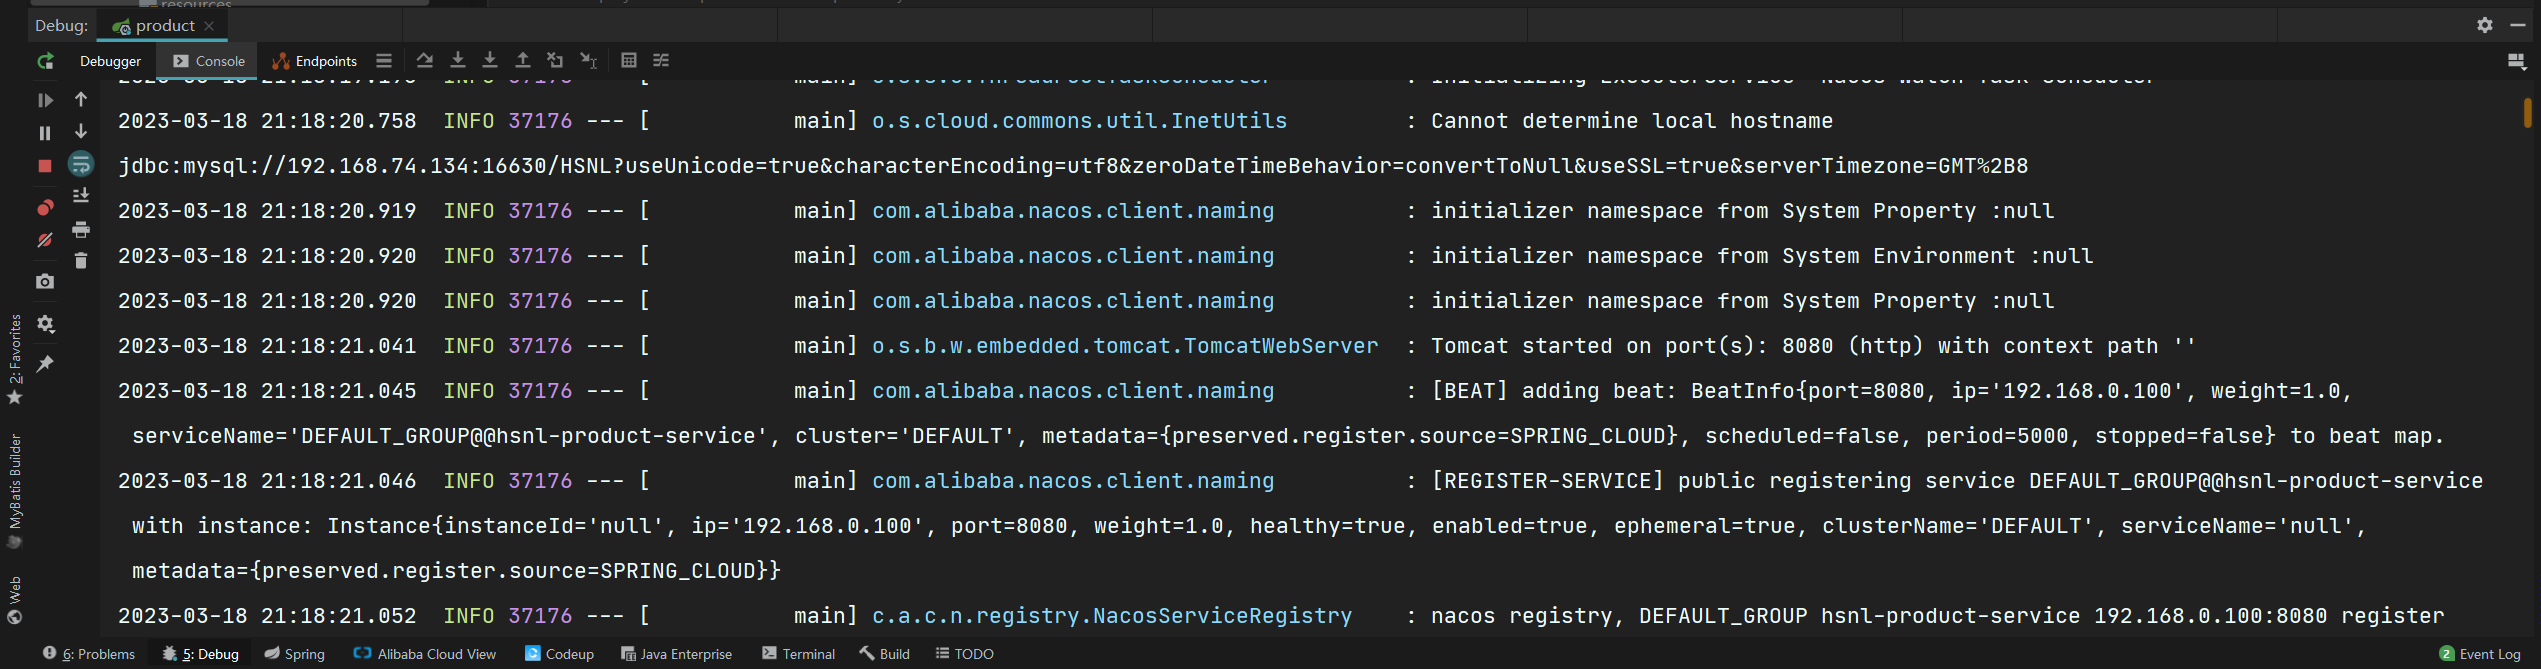 resources
Debug: product
Debugger Console Endpoints
2023-03-18 21:18:20.758 INFO 37176 --- [ main] o.s.cloud.commons.util.InetUtils : Cannot determine local hostname
jdbc:mysql://192.168.74.134:16630/HSNL?useUnicode=true&characterEncoding=utf8&zeroDateTimeBehavior=convertToNull&useSSL=true&serverTimezone=GMT%2B8
2023-03-18 21:18:20.919 INFO 37176 --- [ main] com.alibaba.nacos.client.naming : initializer namespace from System Property :null
2023-03-18 21:18:20.920 INFO 37176 --- [ main] com.alibaba.nacos.client.naming : initializer namespace from System Environment :null
2023-03-18 21:18:20.920 INFO 37176 --- [ main] com.alibaba.nacos.client.naming : initializer namespace from System Property :null
2023-03-18 21:18:21.041 INFO 37176 --- [ main] o.s.b.w.embedded.tomcat.TomcatWebServer : Tomcat started on port(s): 8080 (http) with context path ''
2023-03-18 21:18:21.045 INFO 37176 --- [ main] com.alibaba.nacos.client.naming : [BEAT] adding beat: BeatInfo{port=8080, ip='192.168.0.100', weight=1.0,
serviceName='DEFAULT_GROUP@@hsnl-product-service', cluster='DEFAULT', metadata={preserved.register.source=SPRING_CLOUD}, scheduled=false, period=5000, stopped=false} to beat map.
2023-03-18 21:18:21.046 INFO 37176 --- [ main] com.alibaba.nacos.client.naming : [REGISTER-SERVICE] public registering service DEFAULT_GROUP@@hsnl-product-service
with instance: Instance{instanceId='null', ip='192.168.0.100', port=8080, weight=1.0, healthy=true, enabled=true, ephemeral=true, clusterName='DEFAULT', serviceName='null',
metadata={preserved.register.source=SPRING_CLOUD}}
2023-03-18 21:18:21.052 INFO 37176 --- [ main] c.a.c.n.registry.NacosServiceRegistry : nacos registry, DEFAULT_GROUP hsnl-product-service 192.168.0.100:8080 register
2: Favorites
MyBatis Builder
Web
6: Problems 5: Debug Spring Alibaba Cloud View Codeup Java Enterprise Terminal Build TODO 2 Event Log